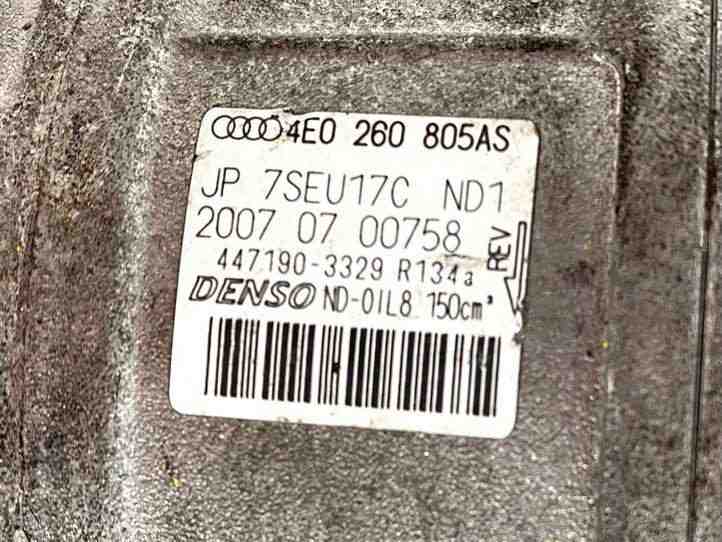 4E0 260 805AS
JP 7SEU17C ND1
2007 07 00758
REV
447190-3329 R134a
DENSO ND-OIL8 150cm³